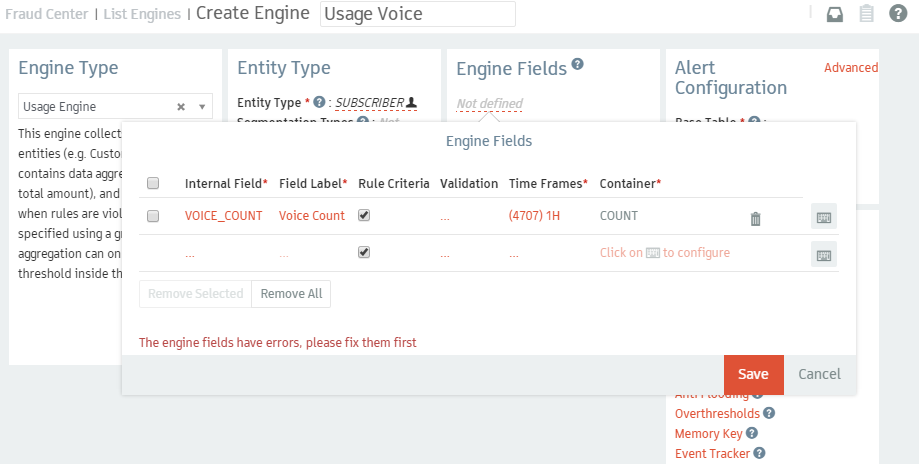 Fraud Center | List Engines | Create Engine Usage Voice
Engine Type
Usage Engine
This engine collect
entities (e.g. Custo
contains data aggre
total amount), and
when rules are viol
specified using a g
aggregation can on
threshold inside th
Entity Type
Entity Type * ? : SUBSCRIBER
Segmentation Types ? : Not
Engine Fields ?
Not defined
Alert Configuration
Advanced
Base Table * ? :
Engine Fields
Internal Field* Field Label* Rule Criteria Validation Time Frames* Container*
VOICE_COUNT Voice Count ... (4707) 1H COUNT
... ... ... ... Click on to configure
Remove Selected Remove All
The engine fields have errors, please fix them first
Save Cancel
Anti Flooding ?
Overthresholds ?
Memory Key ?
Event Tracker ?